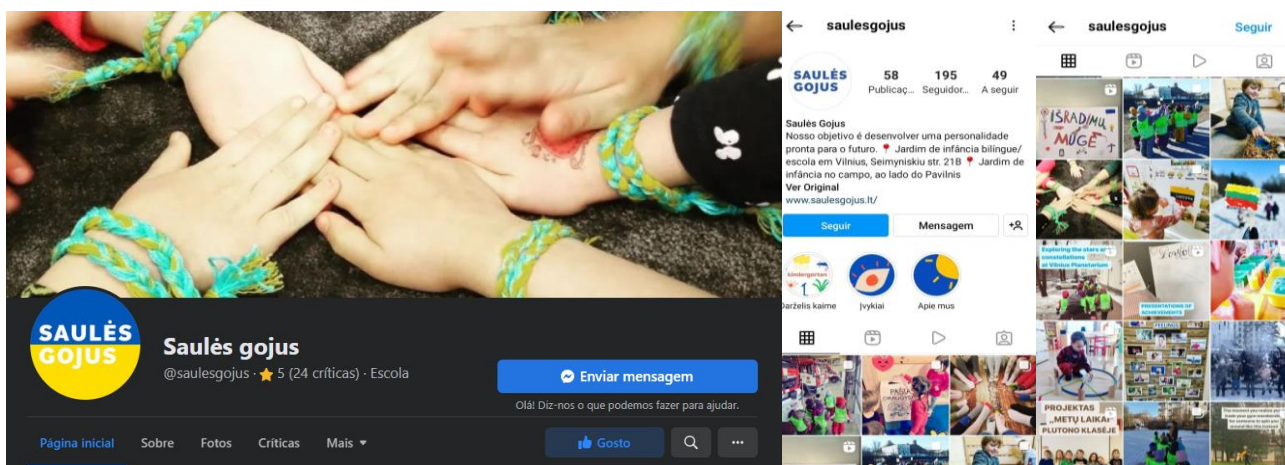 SAULĖS
GOJUS
Saulės gojus
@saulesgojus · 5 (24 críticas) · Escola
Enviar mensagem
Olá! Diz-nos o que podemos fazer para ajudar.
Página inicial Sobre Fotos Críticas Mais
Gosto
saulesgojus
SAULĖS
GOJUS
58 195 49
Publicaç... Seguidor... A seguir
Saulės Gojus
Nosso objetivo é desenvolver uma personalidade
pronta para o futuro. 📍 Jardim de infância bilíngue/
escola em Vilnius, Seimyniskiu str. 21B 📍 Jardim de
infância no campo, ao lado do Pavilnis
Ver Original
www.saulesgojus.lt/
Seguir Mensagem
kindergarten
Darželis kaime Įvykiai Apie mus
saulesgojus Seguir
IŠRADIMŲ
MUGĖ
Exploring the stars and
constellations
at Vilnius Planetarium
PRESENTATIONS OF
ACHIEVEMENTS
FEELINGS
PROJEKTAS
„METŲ LAIKAI"
PLUTONO KLASĖJE